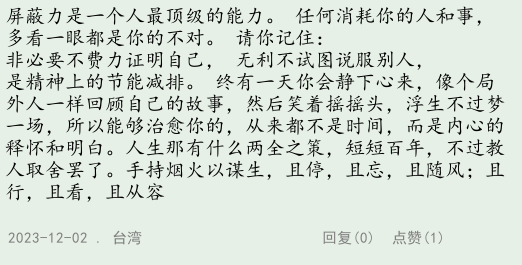 屏蔽力是一个人最顶级的能力。 任何消耗你的人和事，
多看一眼都是你的不对。 请你记住：
非必要不费力证明自己， 无利不试图说服别人，
是精神上的节能减排。 终有一天你会静下心来，像个局
外人一样回顾自己的故事，然后笑着摇摇头，浮生不过梦
一场，所以能够治愈你的，从来都不是时间，而是内心的
释怀和明白。人生那有什么两全之策，短短百年，不过教
人取舍罢了。手持烟火以谋生，且停，且忘，且随风；且
行，且看，且从容
2023-12-02 . 台湾 回复(0) 点赞(1)